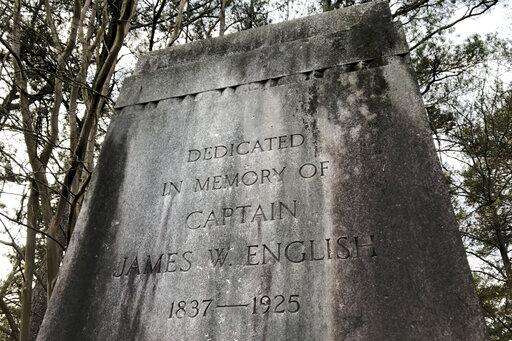 DEDICATED
IN MEMORY OF
CAPTAIN
JAMES W. ENGLISH
1837—1925